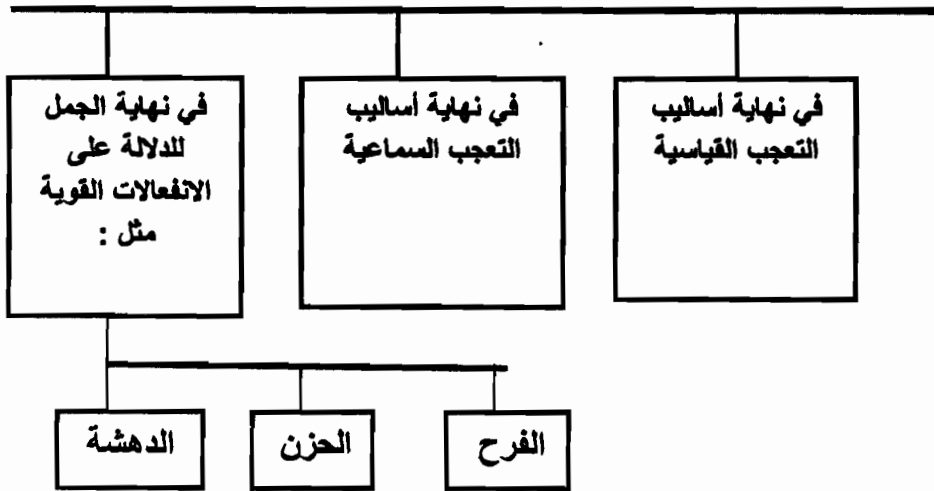 في نهاية أساليب
التعجب القياسية
في نهاية أساليب
التعجب السماعية
في نهاية الجمل
للدلالة على
الانفعالات القوية
مثل :
الفرح
الحزن
الدهشة